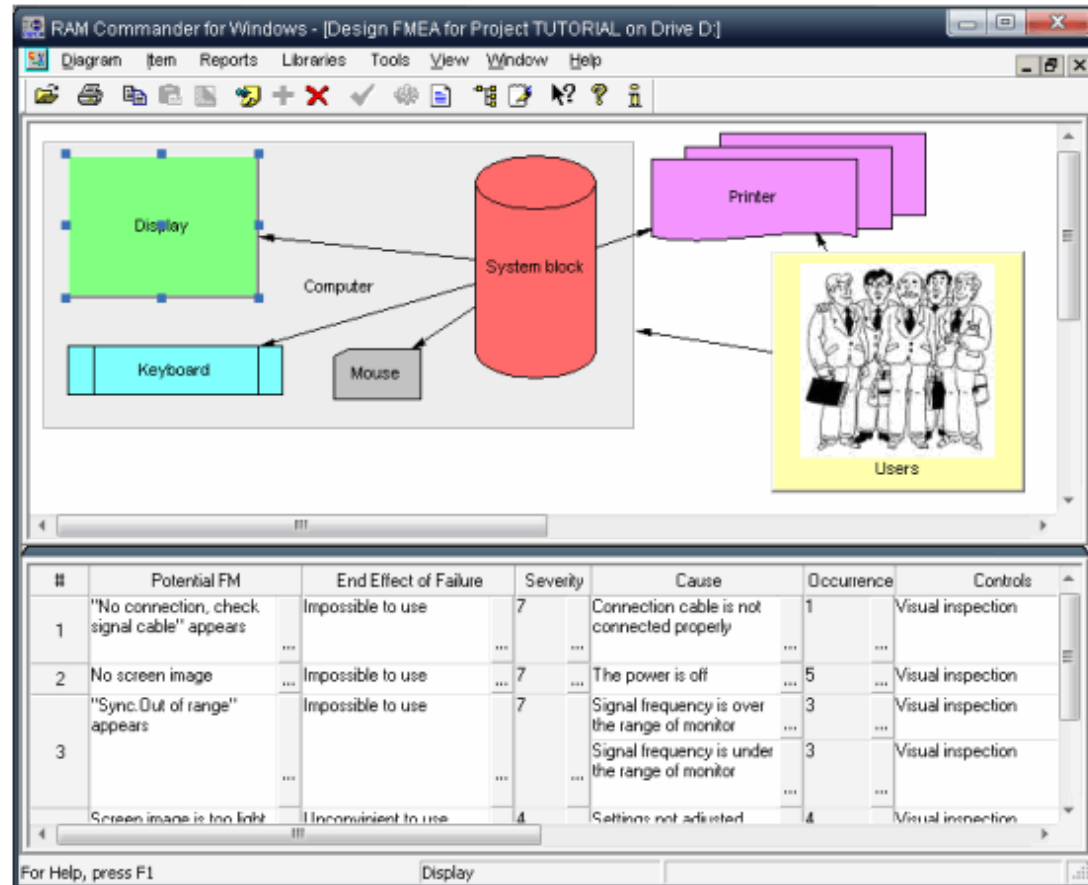 RAM Commander for Windows - [Design FMEA for Project TUTORIAL on Drive D:]
Diagram Item Reports Libraries Tools View Window Help
Display
Computer
System block
Printer
Keyboard
Mouse
Users
# Potential FM End Effect of Failure Severity Cause Occurrence Controls
1 "No connection, check Impossible to use 7 Connection cable is not 1 Visual inspection
signal cable" appears connected properly
... ... ... ... ...
2 No screen image ... Impossible to use ... 7 ... The power is off ... 5 ... Visual inspection
"Sync.Out of range" Impossible to use 7 Signal frequency is over 3 Visual inspection
appears the range of monitor ... ...
3 Signal frequency is under 3 Visual inspection
the range of monitor
... ... ... ... ...
Screen image is too light Unconvinient to use 4 Settings not adjusted 4 Visual inspection
For Help, press F1 Display